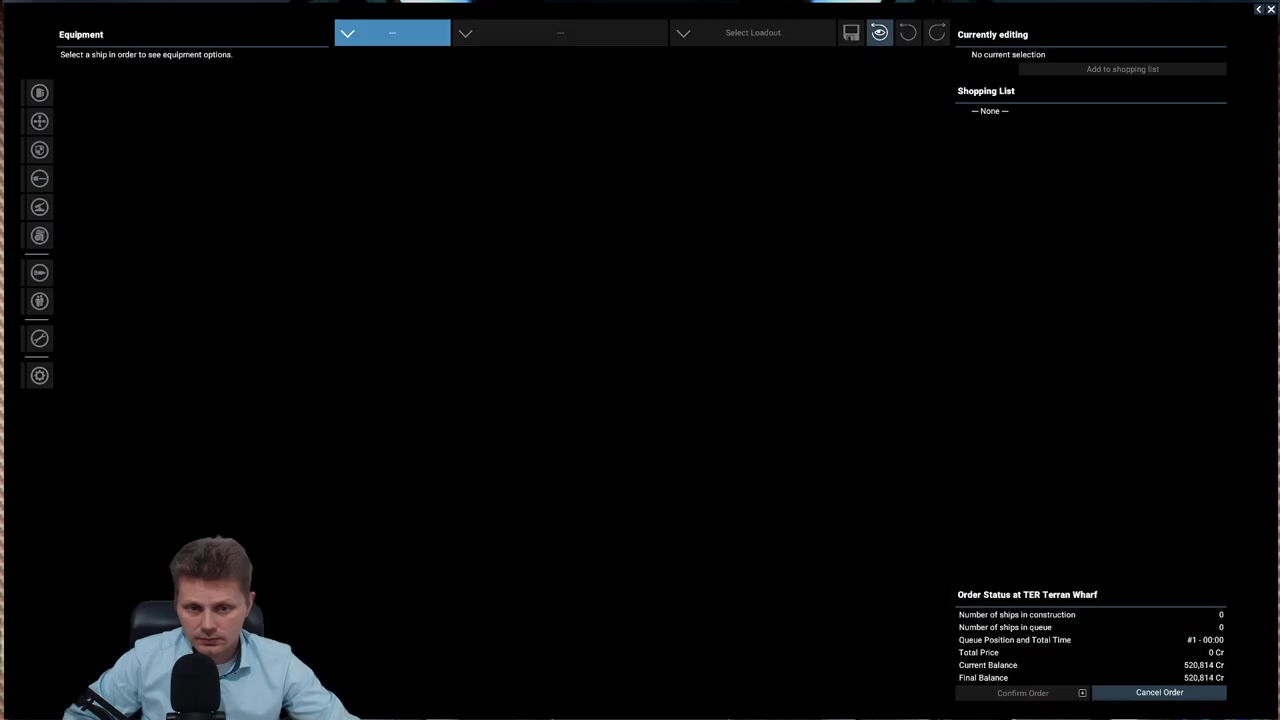 Equipment
Select a ship in order to see equipment options.
---
---
Select Loadout
Currently editing
No current selection
Add to shopping list
Shopping List
--- None ---
Order Status at TER Terran Wharf
Number of ships in construction 0
Number of ships in queue 0
Queue Position and Total Time #1 - 00:00
Total Price 0 Cr
Current Balance 520,814 Cr
Final Balance 520,814 Cr
Confirm Order
Cancel Order